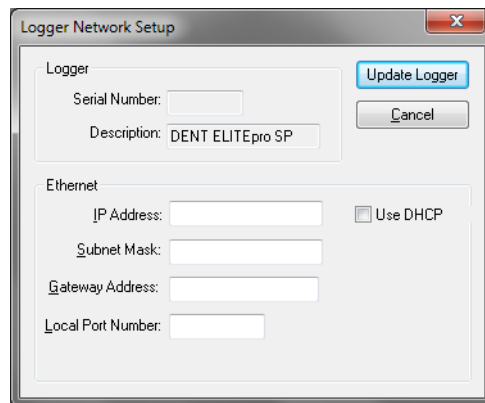 Logger Network Setup
Logger
Serial Number:
Description: DENT ELITEpro SP
Update Logger
Cancel
Ethernet
IP Address:
Use DHCP
Subnet Mask:
Gateway Address:
Local Port Number: